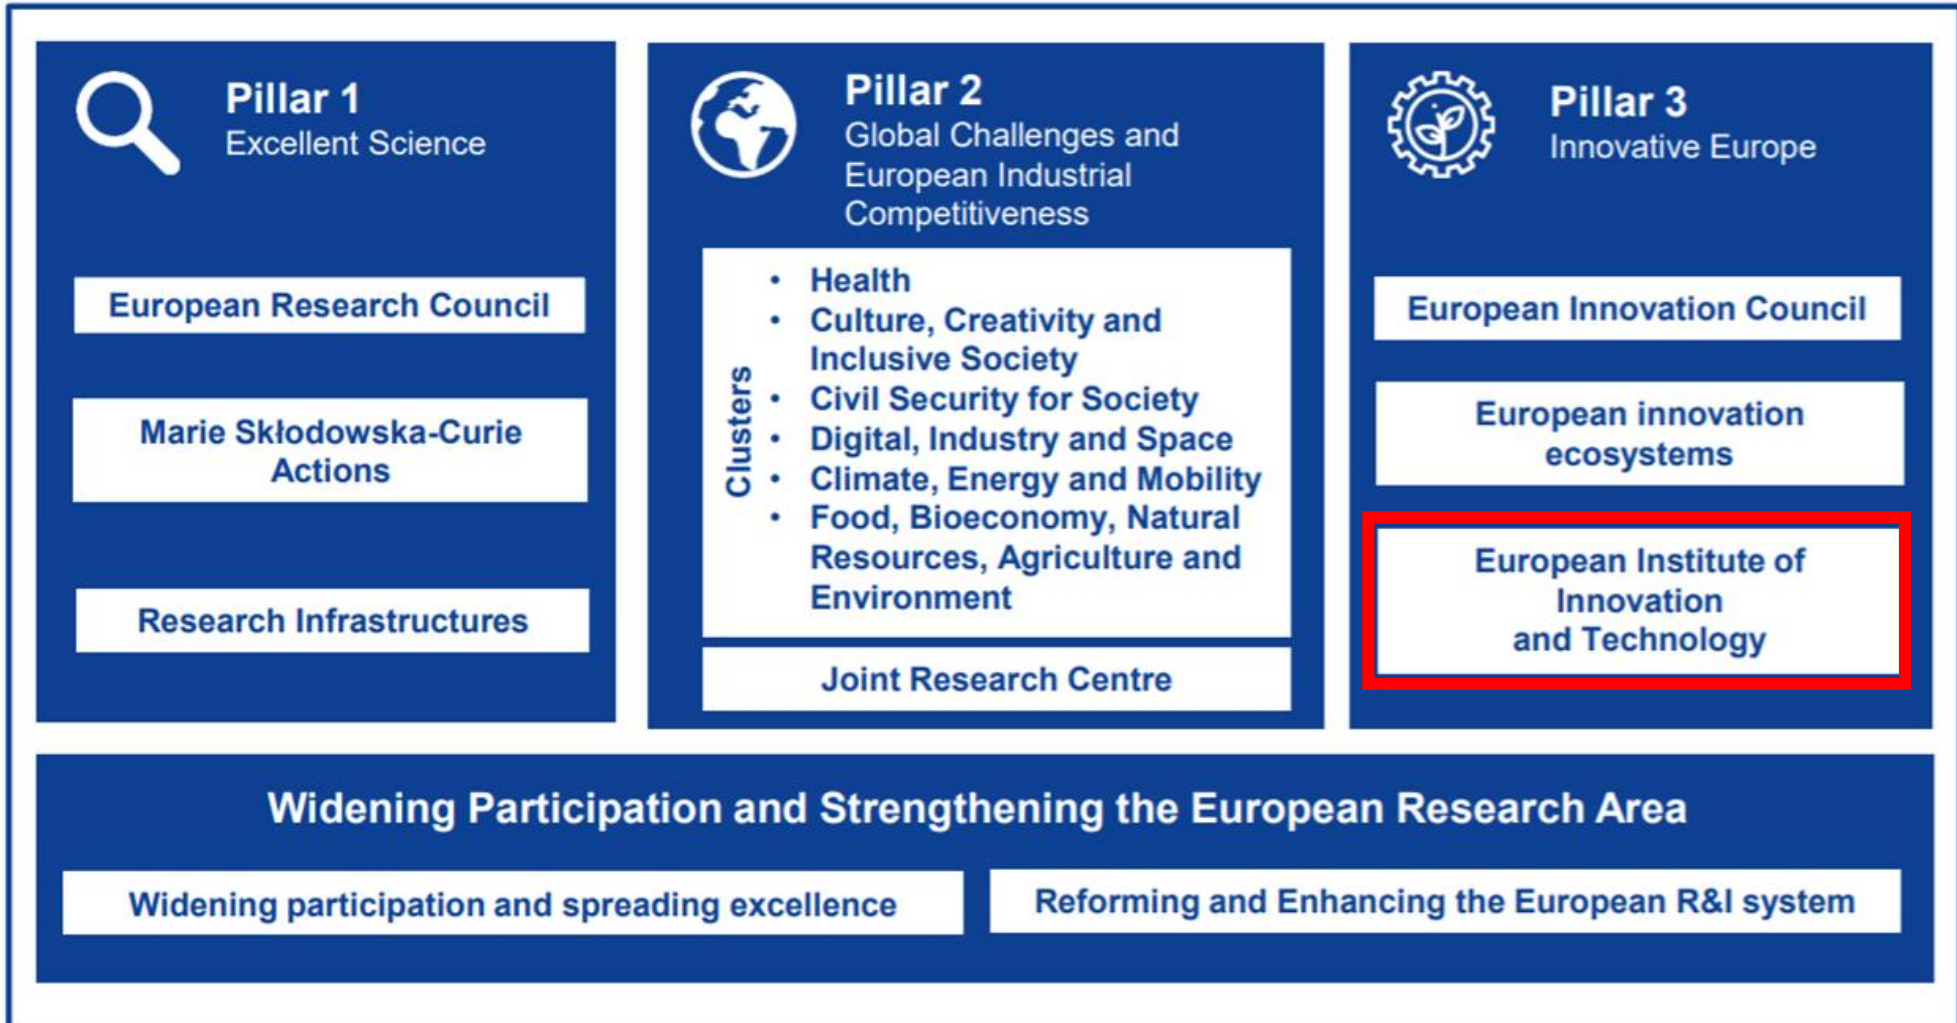 Pillar 1
Excellent Science
European Research Council
Marie Skłodowska-Curie
Actions
Research Infrastructures
Pillar 2
Global Challenges and
European Industrial
Competitiveness
Clusters
• Health
• Culture, Creativity and
Inclusive Society
• Civil Security for Society
• Digital, Industry and Space
• Climate, Energy and Mobility
• Food, Bioeconomy, Natural
Resources, Agriculture and
Environment
Joint Research Centre
Pillar 3
Innovative Europe
European Innovation Council
European innovation
ecosystems
European Institute of
Innovation
and Technology
Widening Participation and Strengthening the European Research Area
Widening participation and spreading excellence
Reforming and Enhancing the European R&I system